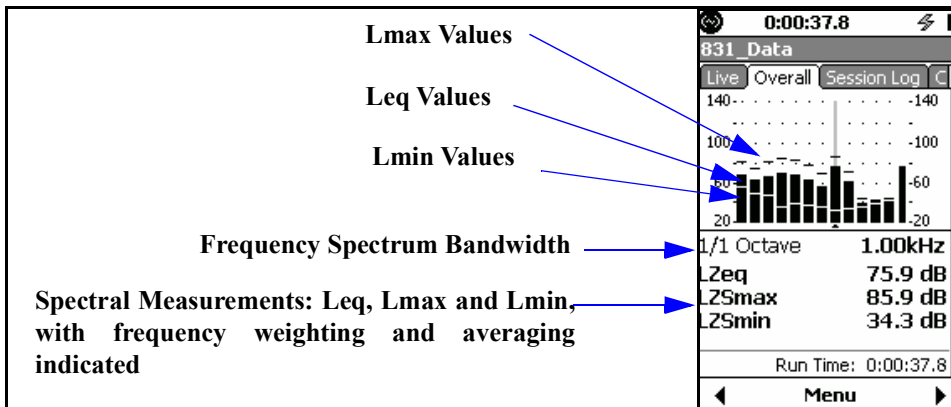 Lmax Values
Leq Values
Lmin Values
Frequency Spectrum Bandwidth
Spectral Measurements: Leq, Lmax and Lmin,
with frequency weighting and averaging
indicated
0:00:37.8
831_Data
Live Overall Session Log C
140 -140
100 -100
60 -60
20 -20
1/1 Octave 1.00kHz
LZeq 75.9 dB
LZSmax 85.9 dB
LZSmin 34.3 dB
Run Time: 0:00:37.8
Menu